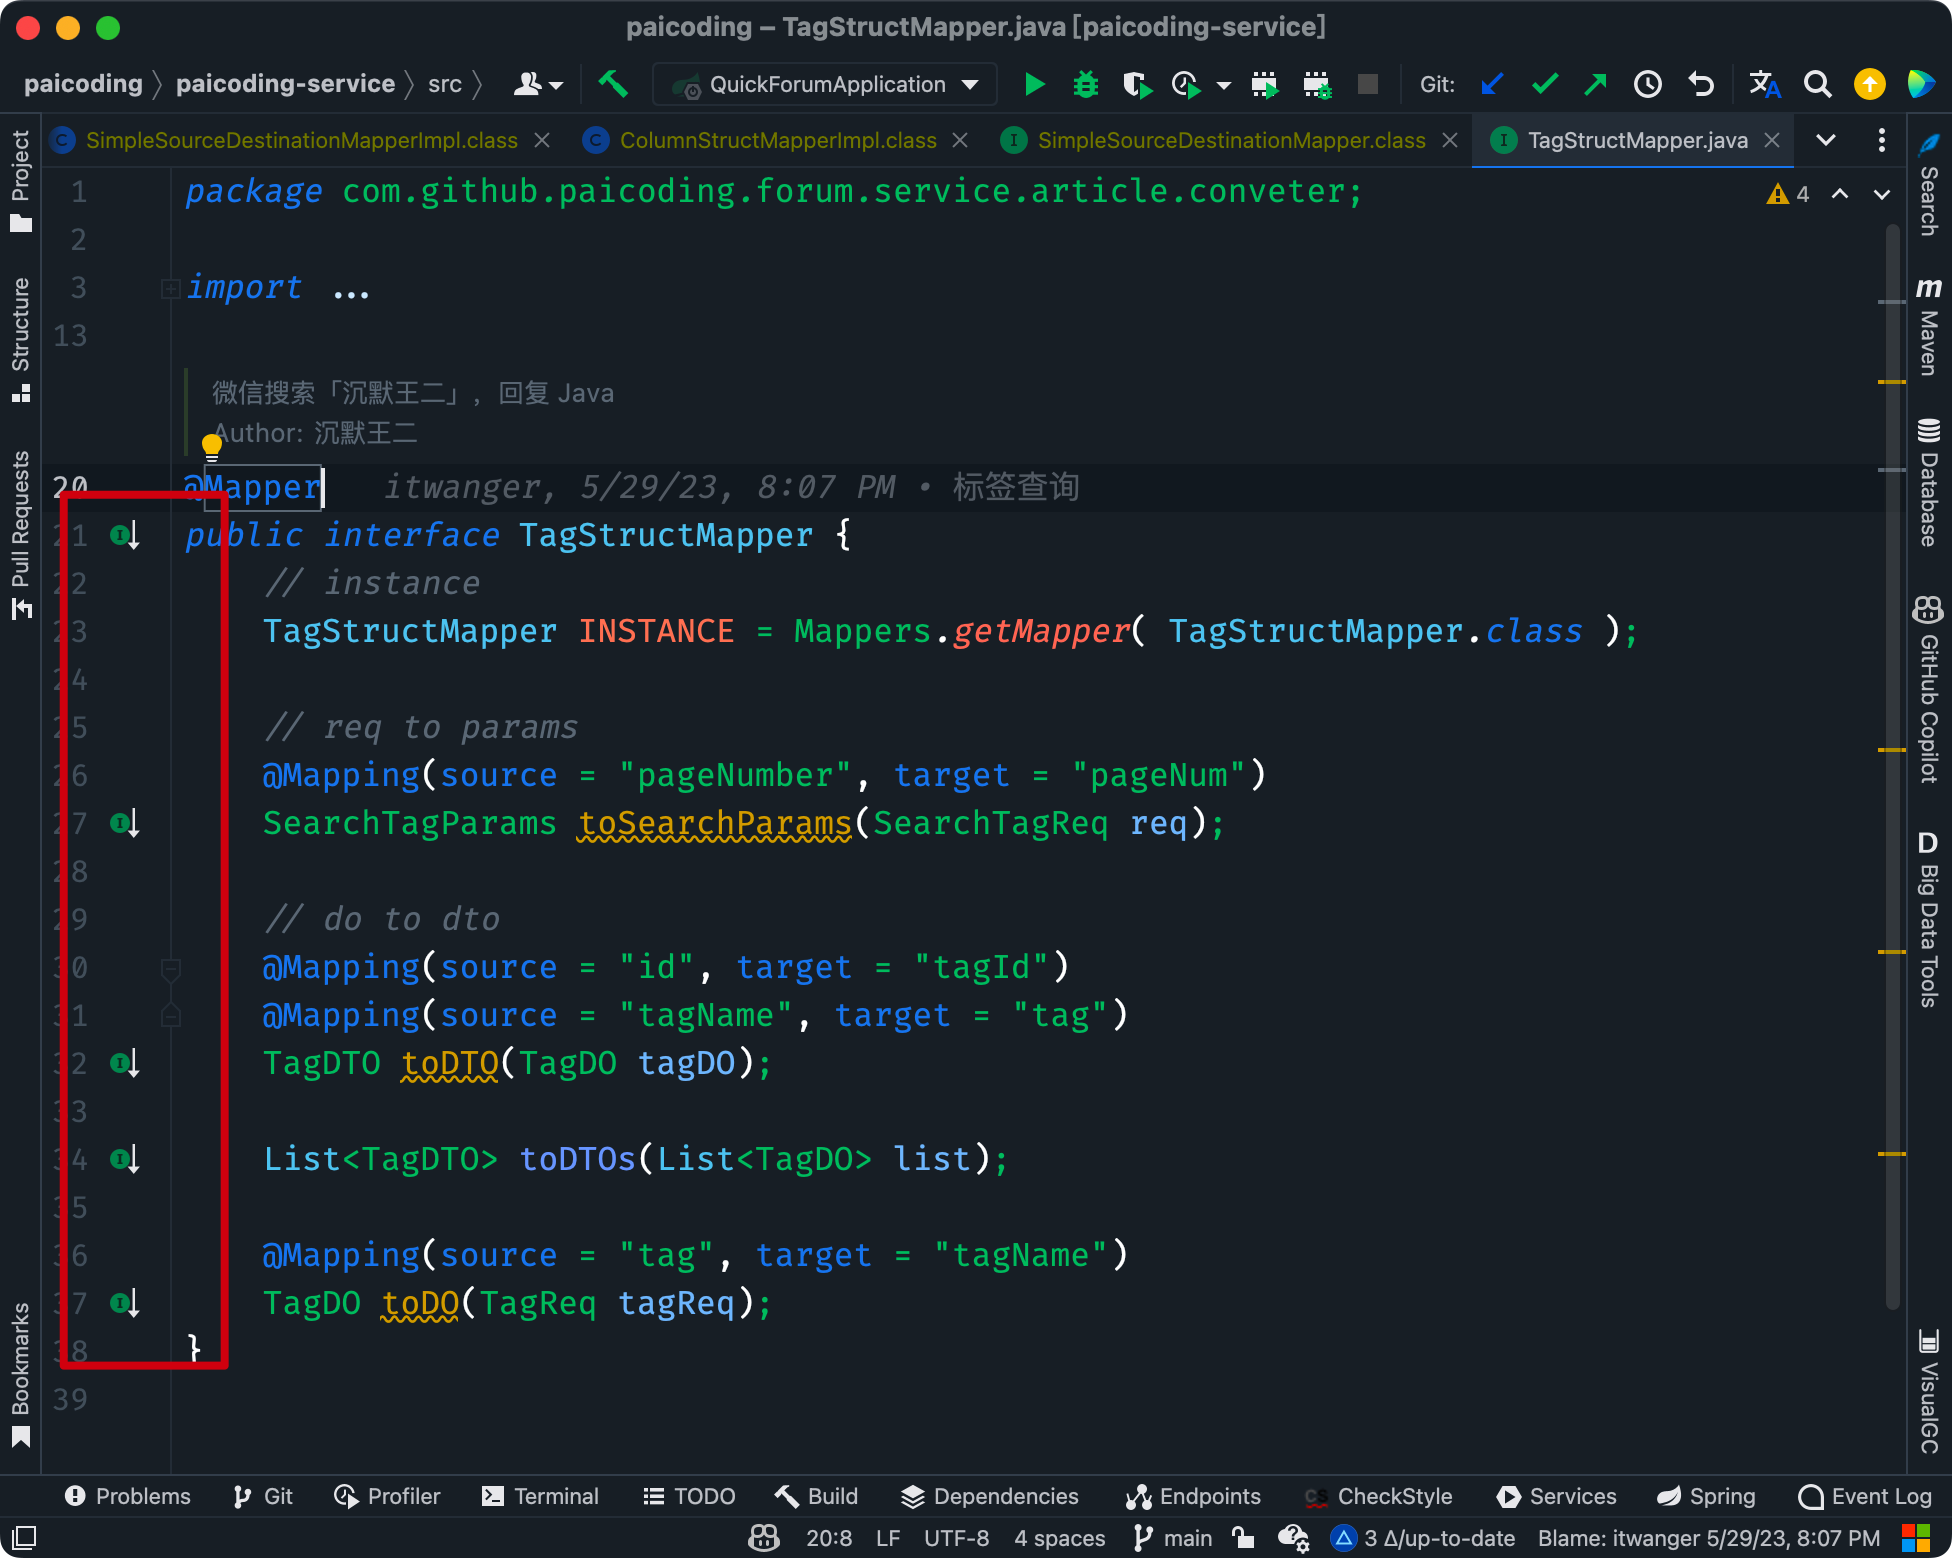 paicoding – TagStructMapper.java [paicoding-service]
paicoding 〉 paicoding-service 〉 src 〉 QuickForumApplication Git:
SimpleSourceDestinationMapperImpl.class ColumnStructMapperImpl.class SimpleSourceDestinationMapper.class TagStructMapper.java
Project
Structure
Pull Requests
Bookmarks
4
1 package com.github.paicoding.forum.service.article.conveter;
2
3 import ...
13
微信搜索「沉默王二」，回复 Java
Author: 沉默王二
20 @Mapper itwanger, 5/29/23, 8:07 PM • 标签查询
21 public interface TagStructMapper {
22 // instance
23 TagStructMapper INSTANCE = Mappers.getMapper( TagStructMapper.class );
24
25 // req to params
26 @Mapping(source = "pageNumber", target = "pageNum")
27 SearchTagParams toSearchParams(SearchTagReq req);
28
29 // do to dto
30 @Mapping(source = "id", target = "tagId")
31 @Mapping(source = "tagName", target = "tag")
32 TagDTO toDTO(TagDO tagDO);
33
34 List<TagDTO> toDTOs(List<TagDO> list);
35
36 @Mapping(source = "tag", target = "tagName")
37 TagDO toDO(TagReq tagReq);
38 }
39
Search
m Maven
Database
GitHub Copilot
D Big Data Tools
VisualGC
Problems Git Profiler Terminal TODO Build Dependencies Endpoints CS CheckStyle Services Spring Event Log
20:8 LF UTF-8 4 spaces main 3 Δ/up-to-date Blame: itwanger 5/29/23, 8:07 PM